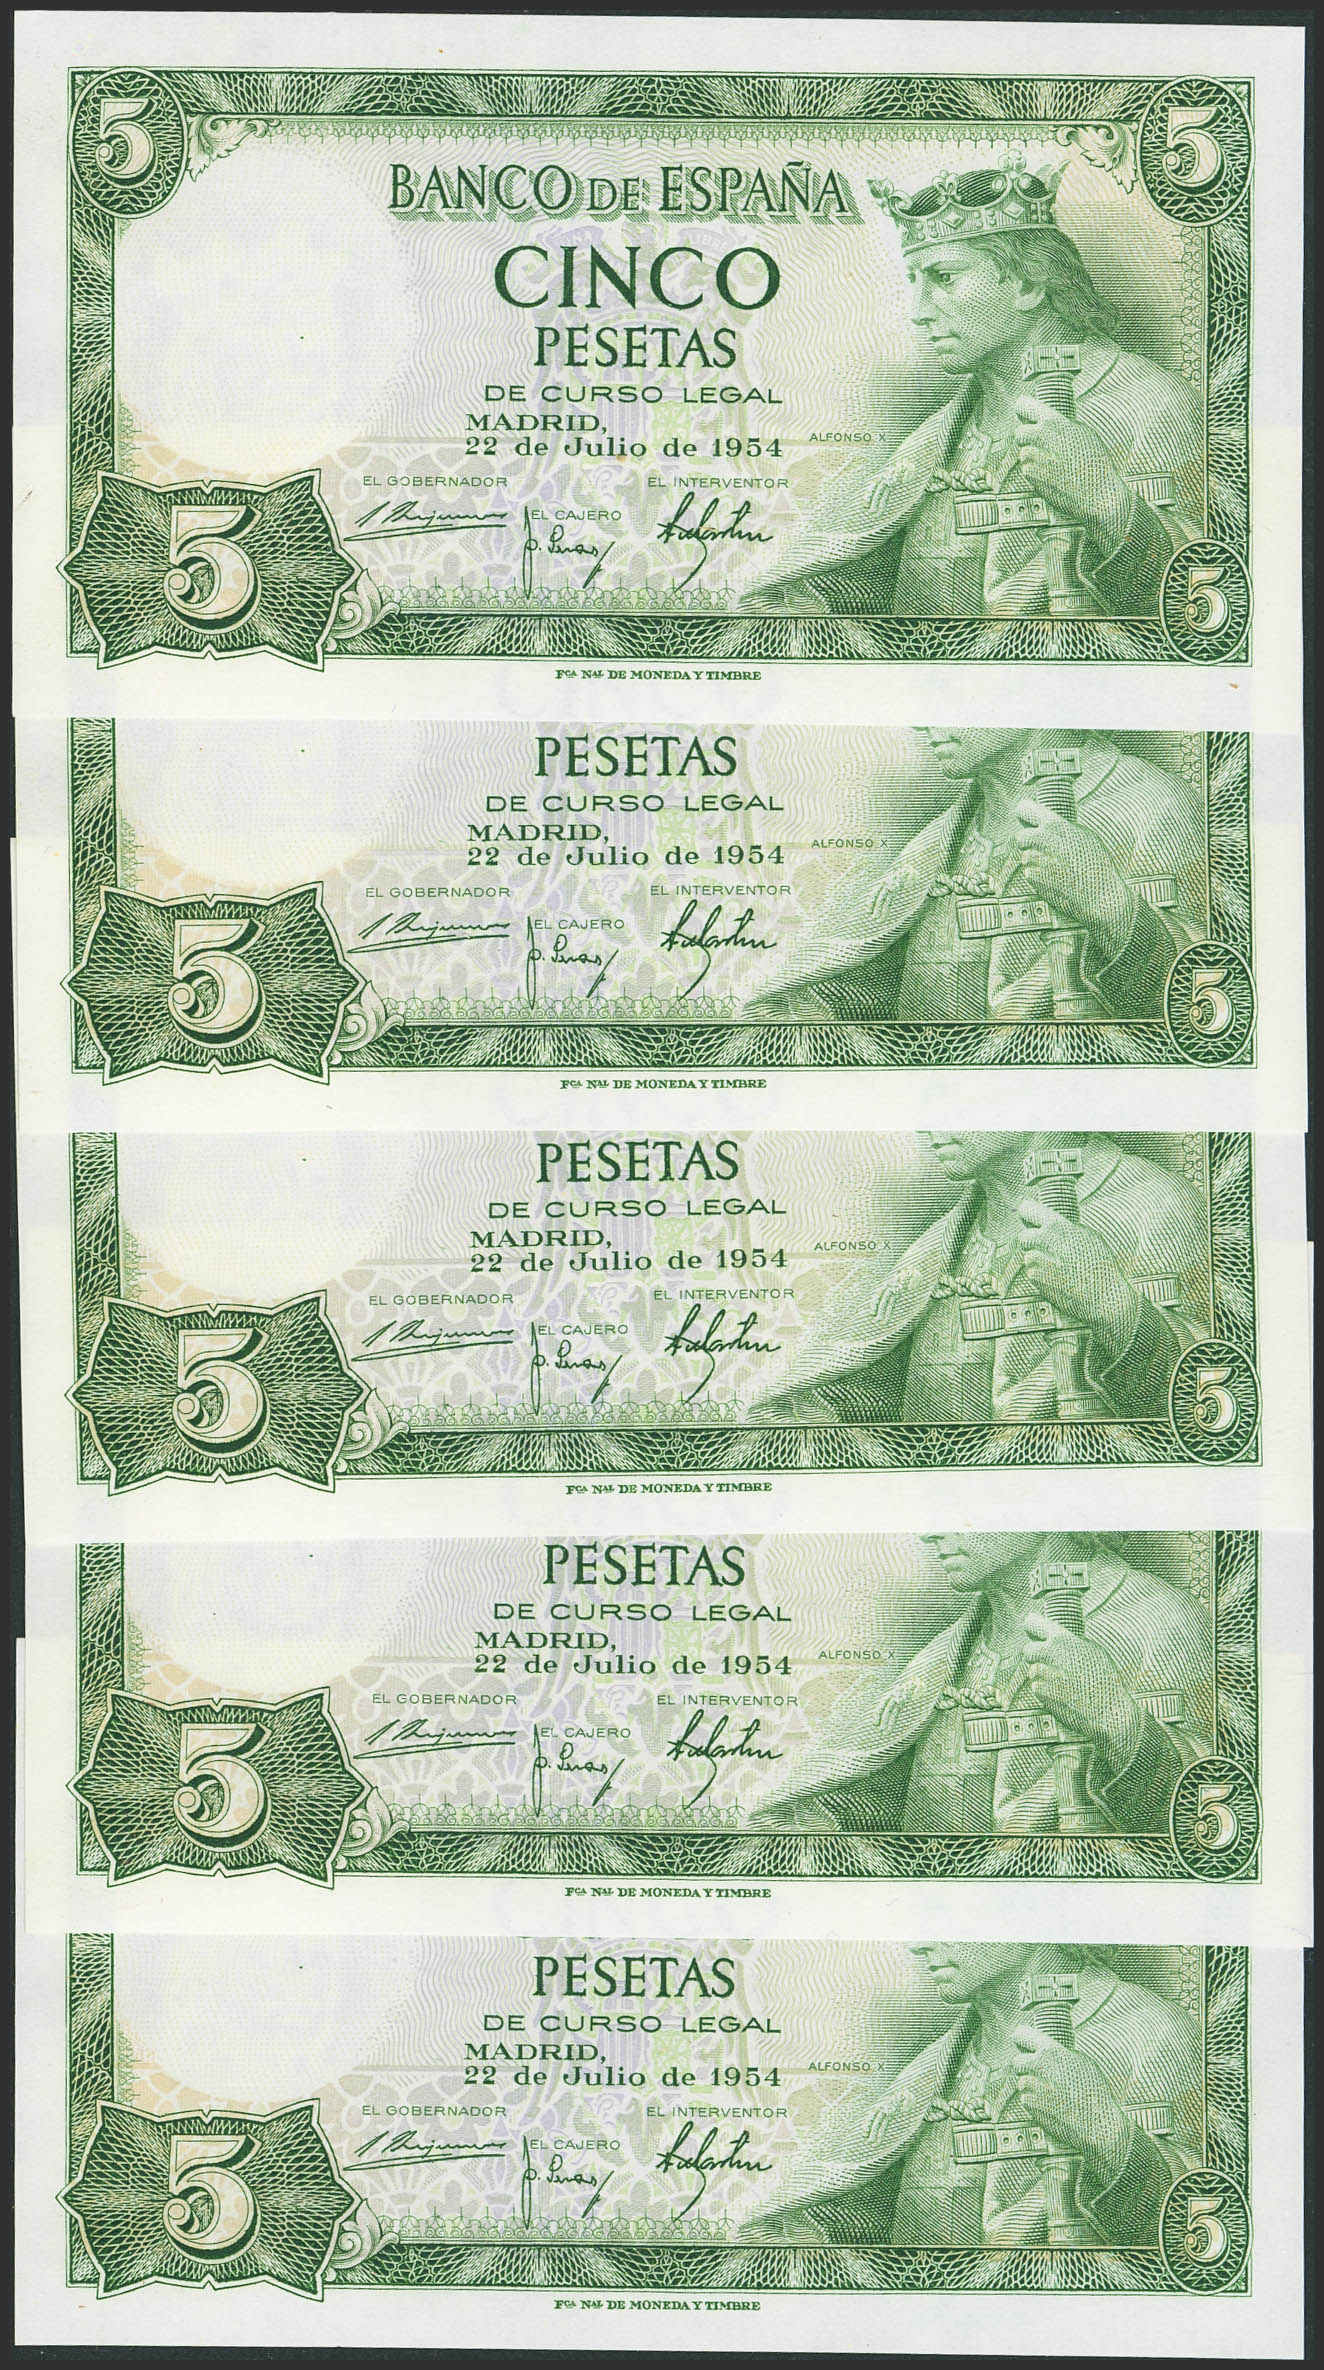 5 5
BANCO DE ESPAÑA
CINCO
PESETAS
DE CURSO LEGAL
MADRID,
22 de Julio de 1954
ALFONSO X
EL GOBERNADOR EL INTERVENTOR
EL CAJERO
5 5
FCA NAL DE MONEDA Y TIMBRE
PESETAS
DE CURSO LEGAL
MADRID,
22 de Julio de 1954
ALFONSO X
EL GOBERNADOR EL INTERVENTOR
EL CAJERO
5 5
FCA NAL DE MONEDA Y TIMBRE
PESETAS
DE CURSO LEGAL
MADRID,
22 de Julio de 1954
ALFONSO X
EL GOBERNADOR EL INTERVENTOR
EL CAJERO
5 5
FCA NAL DE MONEDA Y TIMBRE
PESETAS
DE CURSO LEGAL
MADRID,
22 de Julio de 1954
ALFONSO X
EL GOBERNADOR EL INTERVENTOR
EL CAJERO
5 5
FCA NAL DE MONEDA Y TIMBRE
PESETAS
DE CURSO LEGAL
MADRID,
22 de Julio de 1954
ALFONSO X
EL GOBERNADOR EL INTERVENTOR
EL CAJERO
5 5
FCA NAL DE MONEDA Y TIMBRE